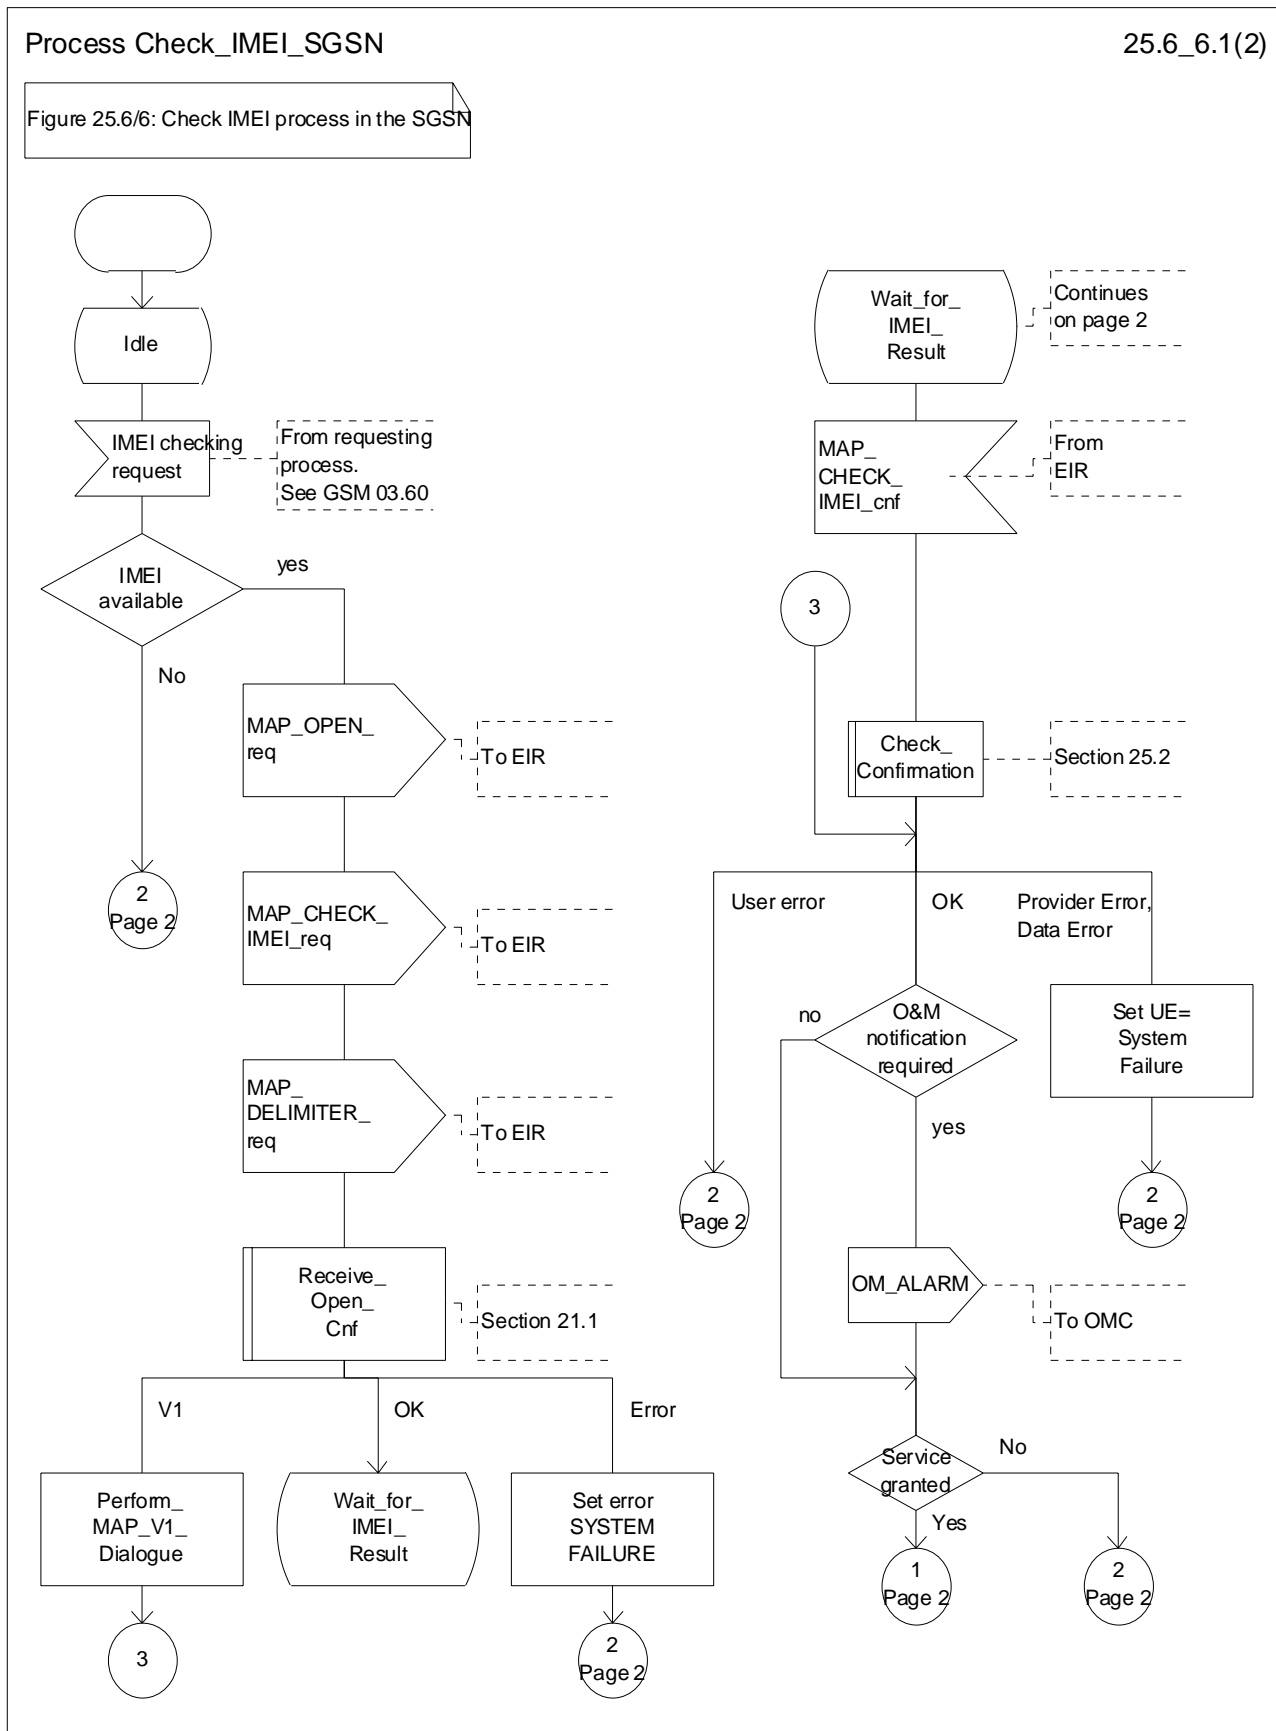 Process Check_IMEI_SGSN
25.6_6.1(2)
Figure 25.6/6: Check IMEI process in the SGSN
Idle
IMEI checking
request
From requesting
process.
See GSM 03.60
IMEI
available
yes
No
2
Page 2
MAP_OPEN_
req
To EIR
MAP_CHECK_
IMEI_req
To EIR
MAP_
DELIMITER_
req
To EIR
Receive_
Open_
Cnf
Section 21.1
V1
OK
Error
Perform_
MAP_V1_
Dialogue
Wait_for_
IMEI_
Result
Set error
SYSTEM
FAILURE
3
2
Page 2
Wait_for_
IMEI_
Result
Continues
on page 2
MAP_
CHECK_
IMEI_cnf
From
EIR
3
Check_
Confirmation
Section 25.2
User error
OK
Provider Error,
Data Error
no
O&M
notification
required
Set UE=
System
Failure
yes
2
Page 2
2
Page 2
OM_ALARM
To OMC
Service
granted
No
Yes
1
Page 2
2
Page 2